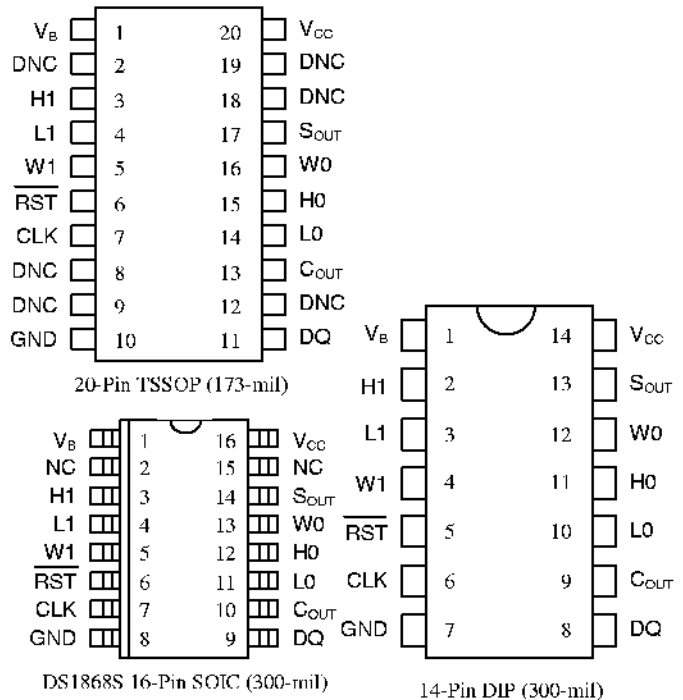 VB 1 20 VCC
DNC 2 19 DNC
H1 3 18 DNC
L1 4 17 SOUT
W1 5 16 W0
RST 6 15 H0
CLK 7 14 L0
DNC 8 13 COUT
DNC 9 12 DNC
GND 10 11 DQ
20-Pin TSSOP (173-mil)
VB 1 16 VCC
NC 2 15 NC
H1 3 14 SOUT
L1 4 13 W0
W1 5 12 H0
RST 6 11 L0
CLK 7 10 COUT
GND 8 9 DQ
DS1868S 16-Pin SOIC (300-mil)
VB 1 14 VCC
H1 2 13 SOUT
L1 3 12 W0
W1 4 11 H0
RST 5 10 L0
CLK 6 9 COUT
GND 7 8 DQ
14-Pin DIP (300-mil)